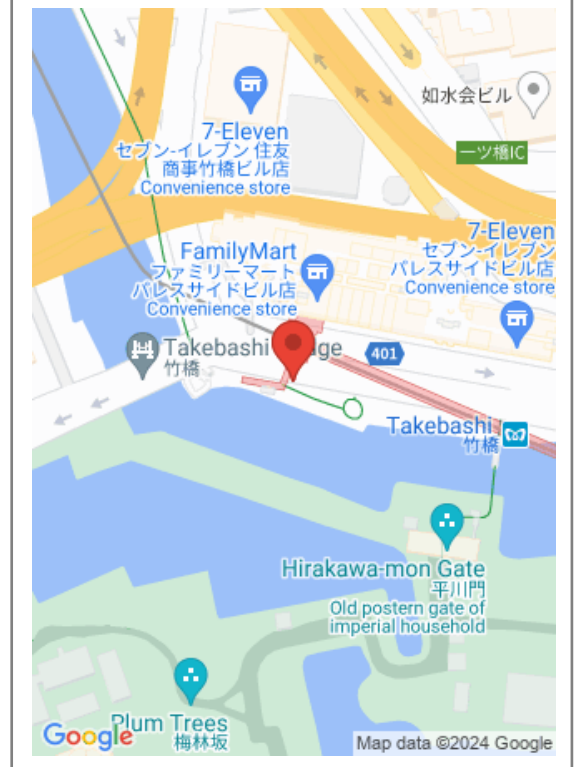 如水会ビル
7-Eleven
セブン-イレブン 住友
商事竹橋ビル店
Convenience store
一ツ橋IC
7-Eleven
セブン-イレブン
パレスサイドビル店
Convenience store
FamilyMart
ファミリーマート
パレスサイドビル店
Convenience store
Takebashi
竹橋
401
Takebashi
竹橋
Hirakawa-mon Gate
平川門
Old postern gate of
imperial household
Plum Trees
梅林坂
Google
Map data ©2024 Google